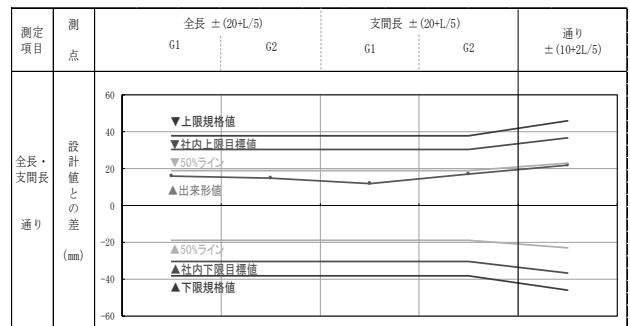 測定
項目
測
点
全長 ±(20+L/5)
支間長 ±(20+L/5)
通り
±(10+2L/5)
G1
G2
G1
G2
全長・
支間長
通り
設計値との差
(mm)
60
40
20
0
-20
-40
-60
▼上限規格値
▼社内上限目標値
▼50%ライン
▲出来形値
▲50%ライン
▲社内下限目標値
▲下限規格値